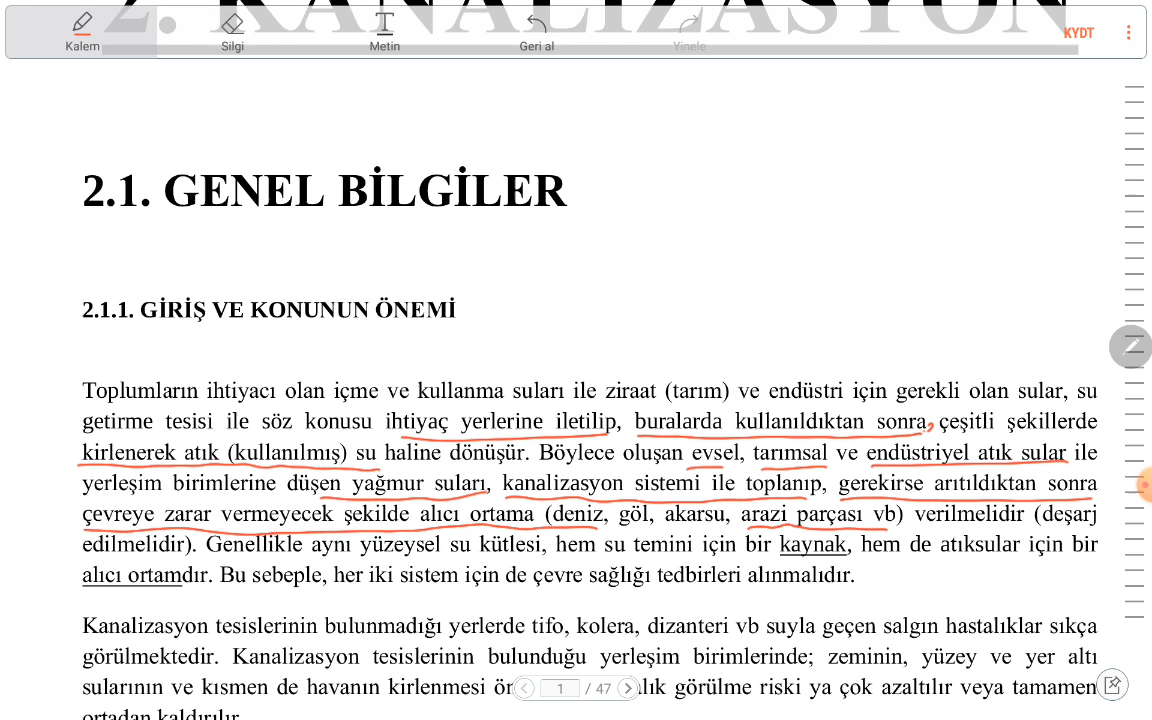 2. KANALİZASYON
Kalem
Silgi
Metin
Geri al
Yinele
KYDT
2.1. GENEL BİLGİLER
2.1.1. GİRİŞ VE KONUNUN ÖNEMİ
Toplumların ihtiyacı olan içme ve kullanma suları ile ziraat (tarım) ve endüstri için gerekli olan sular, su
getirme tesisi ile söz konusu ihtiyaç yerlerine iletilip, buralarda kullanıldıktan sonra, çeşitli şekillerde
kirlenerek atık (kullanılmış) su haline dönüşür. Böylece oluşan evsel, tarımsal ve endüstriyel atık sular ile
yerleşim birimlerine düşen yağmur suları, kanalizasyon sistemi ile toplanıp, gerekirse arıtıldıktan sonra
çevreye zarar vermeyecek şekilde alıcı ortama (deniz, göl, akarsu, arazi parçası vb) verilmelidir (deşarj
edilmelidir). Genellikle aynı yüzeysel su kütlesi, hem su temini için bir kaynak, hem de atıksular için bir
alıcı ortamdır. Bu sebeple, her iki sistem için de çevre sağlığı tedbirleri alınmalıdır.
Kanalizasyon tesislerinin bulunmadığı yerlerde tifo, kolera, dizanteri vb suyla geçen salgın hastalıklar sıkça
görülmektedir. Kanalizasyon tesislerinin bulunduğu yerleşim birimlerinde; zeminin, yüzey ve yer altı
sularının ve kısmen de havanın kirlenmesi görülme riski ya çok azaltılır veya tamamen
1 / 47
ortadan kaldırılır.